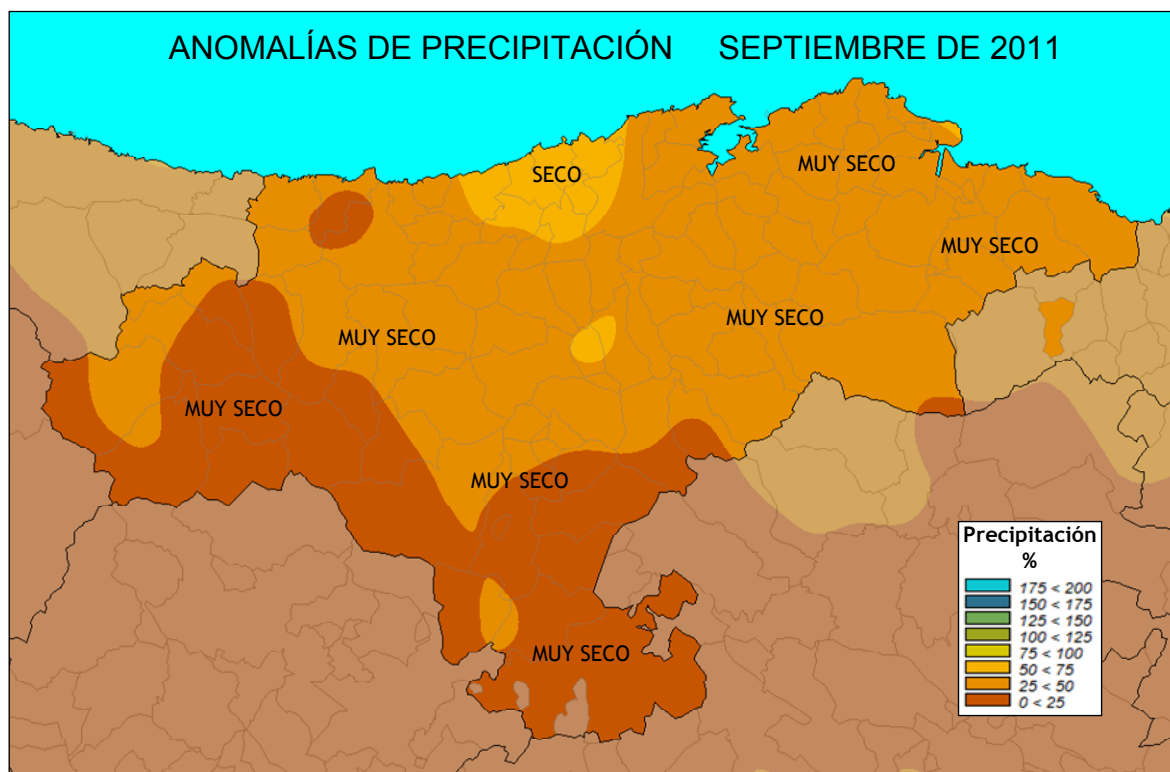 ANOMALÍAS DE PRECIPITACIÓN SEPTIEMBRE DE 2011
MUY SECO
SECO
MUY SECO
MUY SECO
MUY SECO
MUY SECO
MUY SECO
MUY SECO
Precipitación
%
175 < 200
150 < 175
125 < 150
100 < 125
75 < 100
50 < 75
25 < 50
0 < 25
MUY SECO